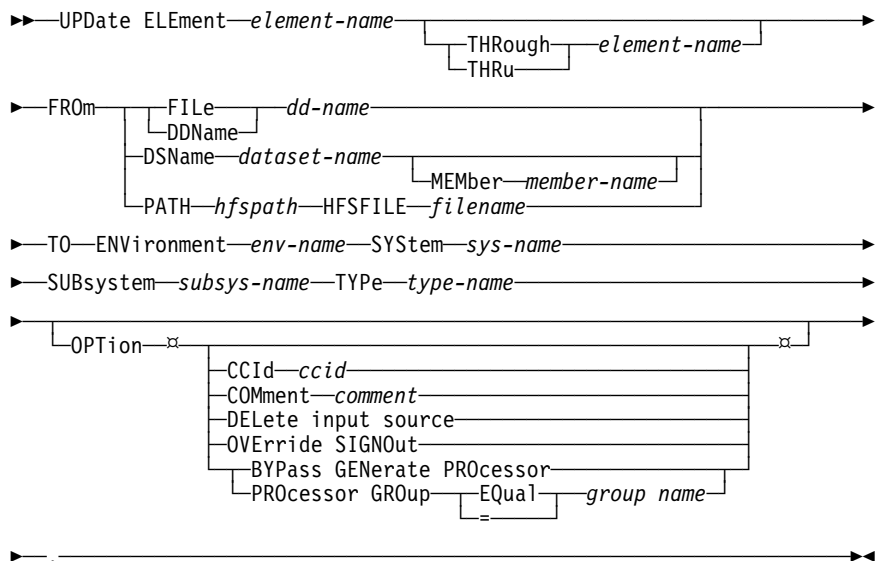 UPDate ELEment element-name
THRough element-name
THRu
FROm FILe dd-name
DDName
DSName dataset-name
MEMber member-name
PATH hfspath HFSFILE filename
TO ENVironment env-name SYStem sys-name
SUBsystem subsys-name TYPe type-name
OPTion ¤ ¤
CCId ccid
COMment comment
DELete input source
OVErride SIGNOut
BYPass GENerate PROcessor
PROcessor GROup EQual group name
=
.